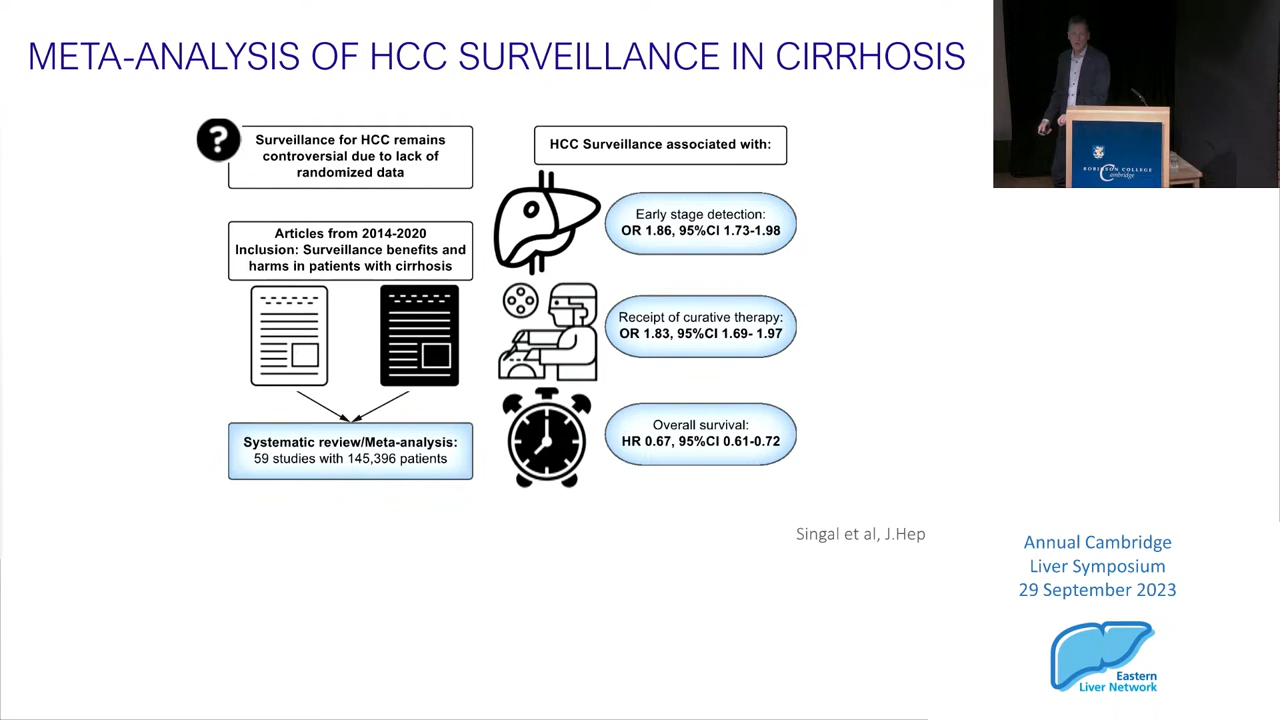 META-ANALYSIS OF HCC SURVEILLANCE IN CIRRHOSIS
?
Surveillance for HCC remains
controversial due to lack of
randomized data
Articles from 2014-2020
Inclusion: Surveillance benefits and
harms in patients with cirrhosis
Systematic review/Meta-analysis:
59 studies with 145,396 patients
HCC Surveillance associated with:
Early stage detection:
OR 1.86, 95%CI 1.73-1.98
Receipt of curative therapy:
OR 1.83, 95%CI 1.69- 1.97
Overall survival:
HR 0.67, 95%CI 0.61-0.72
Singal et al, J.Hep
ROBINSON COLLEGE
Cambridge
Annual Cambridge
Liver Symposium
29 September 2023
Eastern
Liver Network